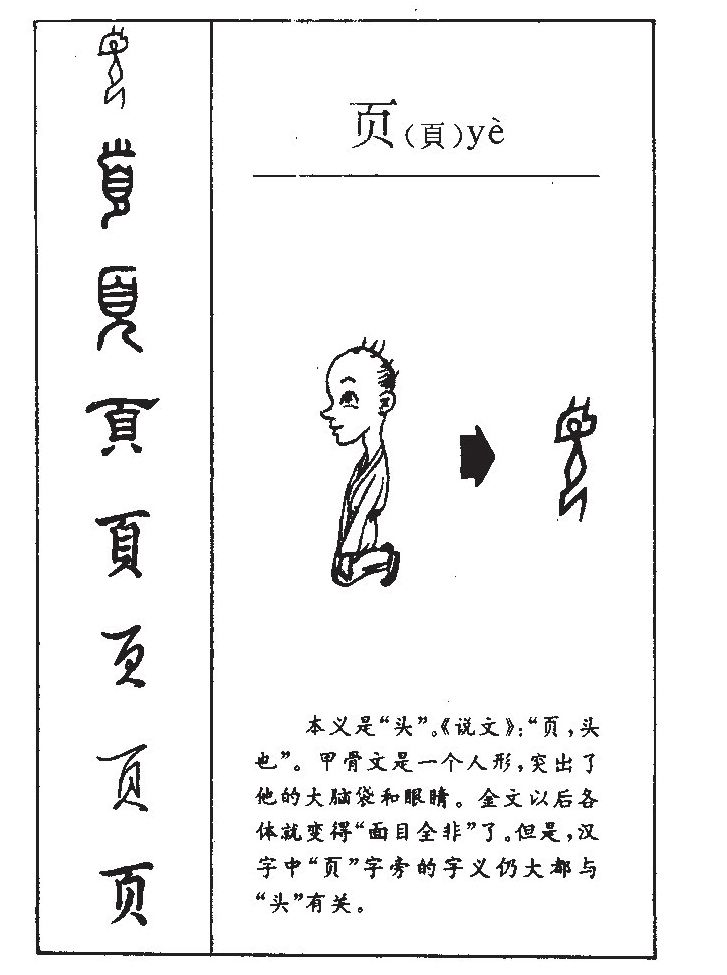 页(頁)yè
頁
頁
頁
頁
页
页
页
本义是“头”。《说文》:“页,头
也”。甲骨文是一个人形,突出了
他的大脑袋和眼睛。金文以后各
体就变得“面目全非”了。但是,汉
字中“页”字旁的字义仍大都与
“头”有关。